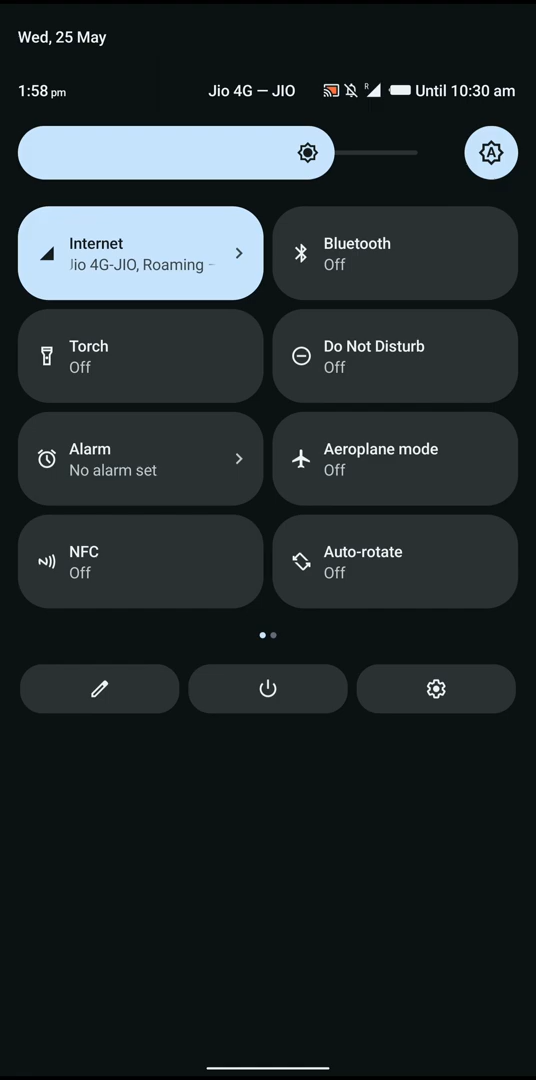 Wed, 25 May
1:58 pm Jio 4G — JIO R Until 10:30 am
A
Internet
Jio 4G-JIO, Roaming –
Bluetooth
Off
Torch
Off
Do Not Disturb
Off
Alarm
No alarm set
Aeroplane mode
Off
NFC
Off
Auto-rotate
Off